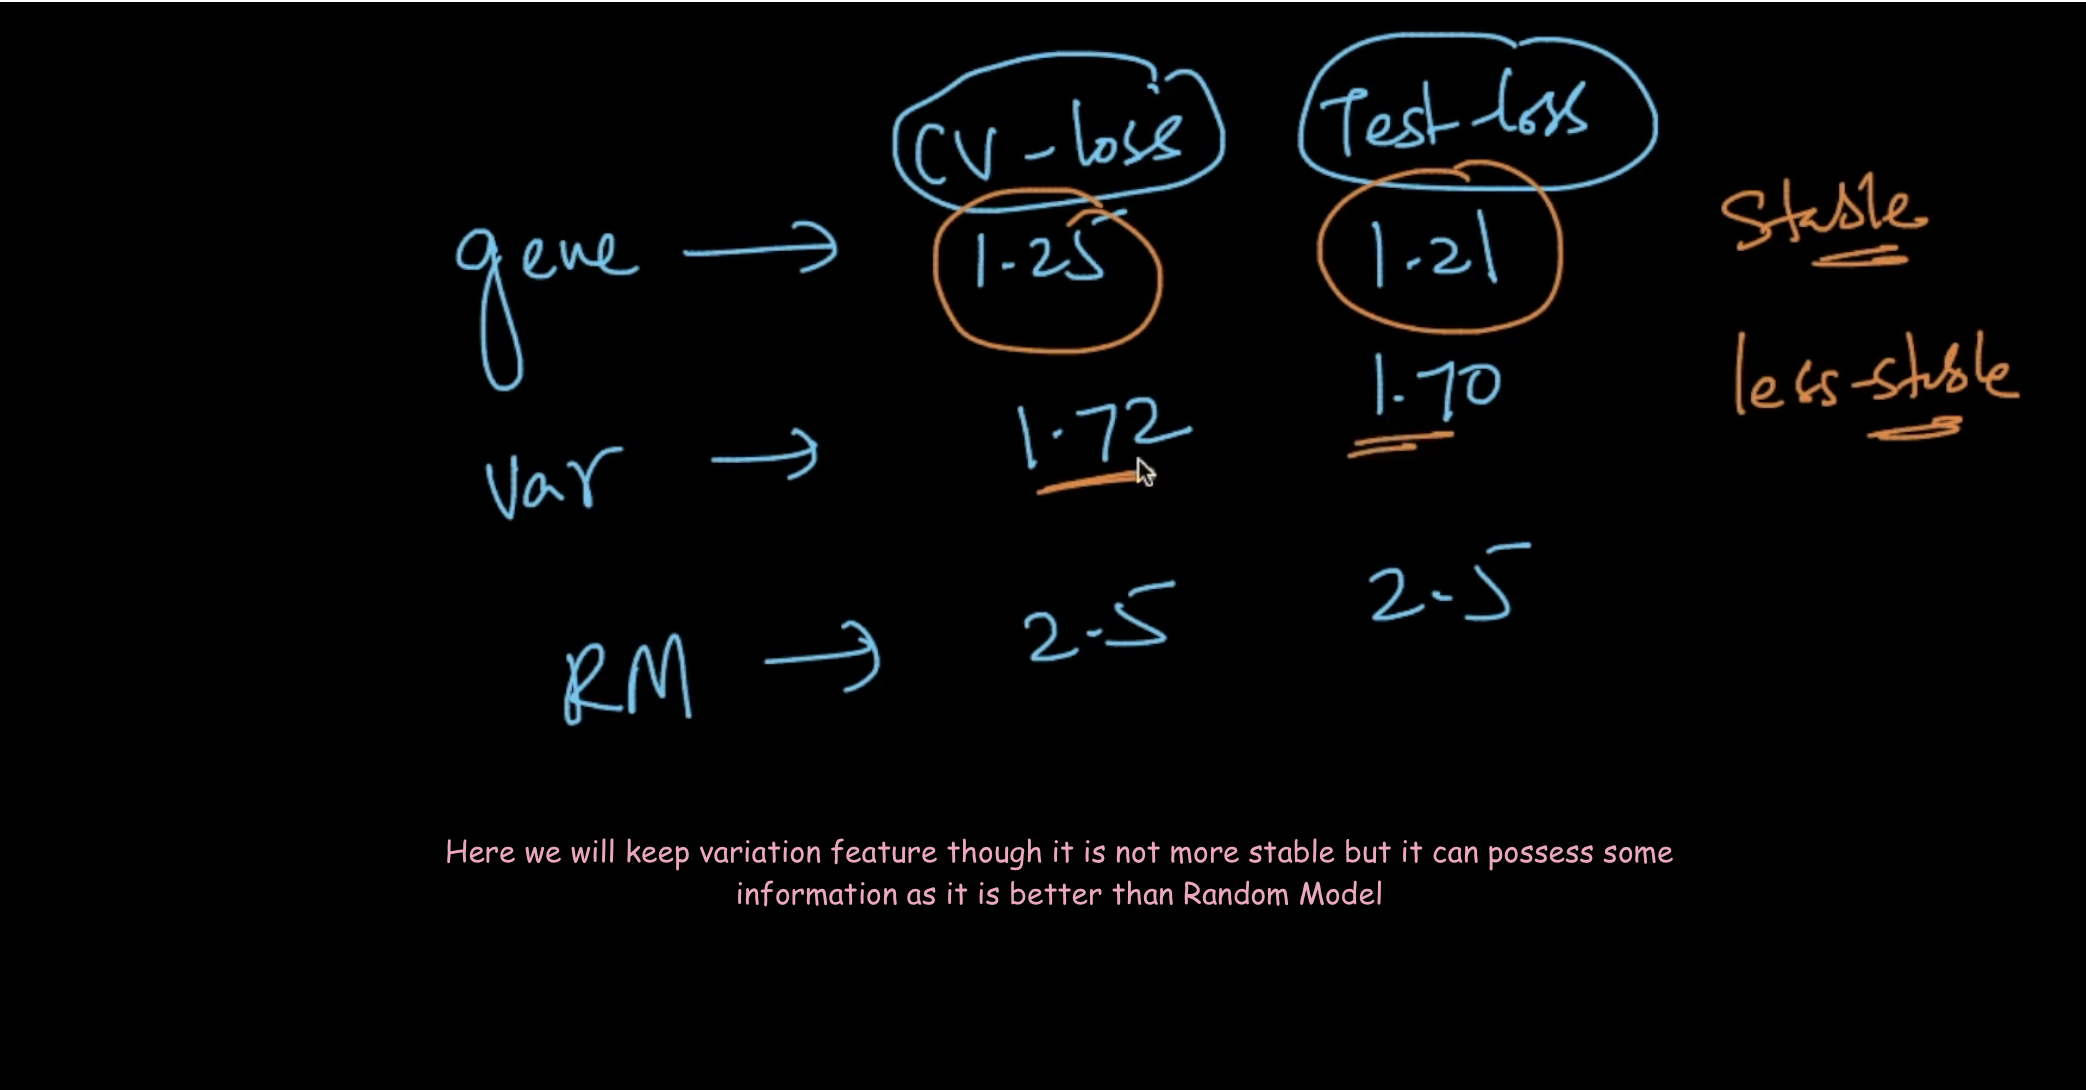 CV-loss Test-loss
gene → 1.25 1.21 Stable
Var → 1.72 1.70 less-stable
RM → 2.5 2.5
Here we will keep variation feature though it is not more stable but it can possess some
information as it is better than Random Model